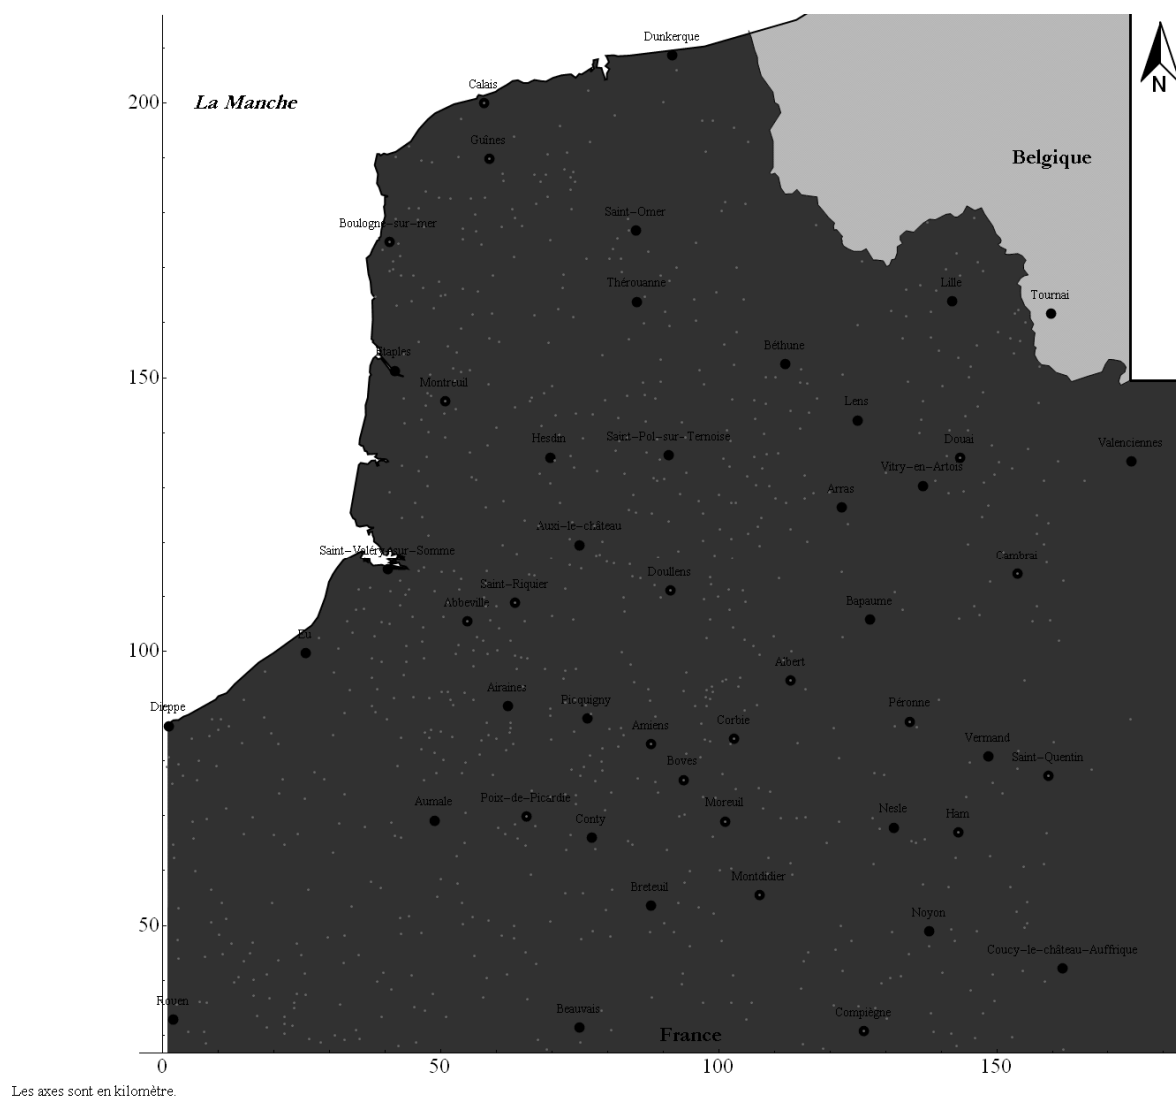 Dunkerque
N
Calais
200
La Manche
Guînes
Belgique
Saint-Omer
Boulogne-sur-mer
Thérouanne
Lille
Tournai
Béthune
Étaples
150
Montreuil
Lens
Hesdin
Saint-Pol-sur-Ternoise
Douai
Valenciennes
Vitry-en-Artois
Arras
Auxi-le-château
Saint-Valéry-sur-Somme
Cambrai
Doullens
Saint-Riquier
Abbeville
Bapaume
Eu
100
Albert
Airaines
Picquigny
Péronne
Dieppe
Corbie
Amiens
Vermand
Boves
Saint-Quentin
Aumale
Poix-de-Picardie
Moreuil
Nesle
Ham
Conty
Montdidier
Breteuil
50
Noyon
Coucy-le-château-Auffrique
Rouen
Beauvais
Compiègne
France
0
50
100
150
Les axes sont en kilomètre.